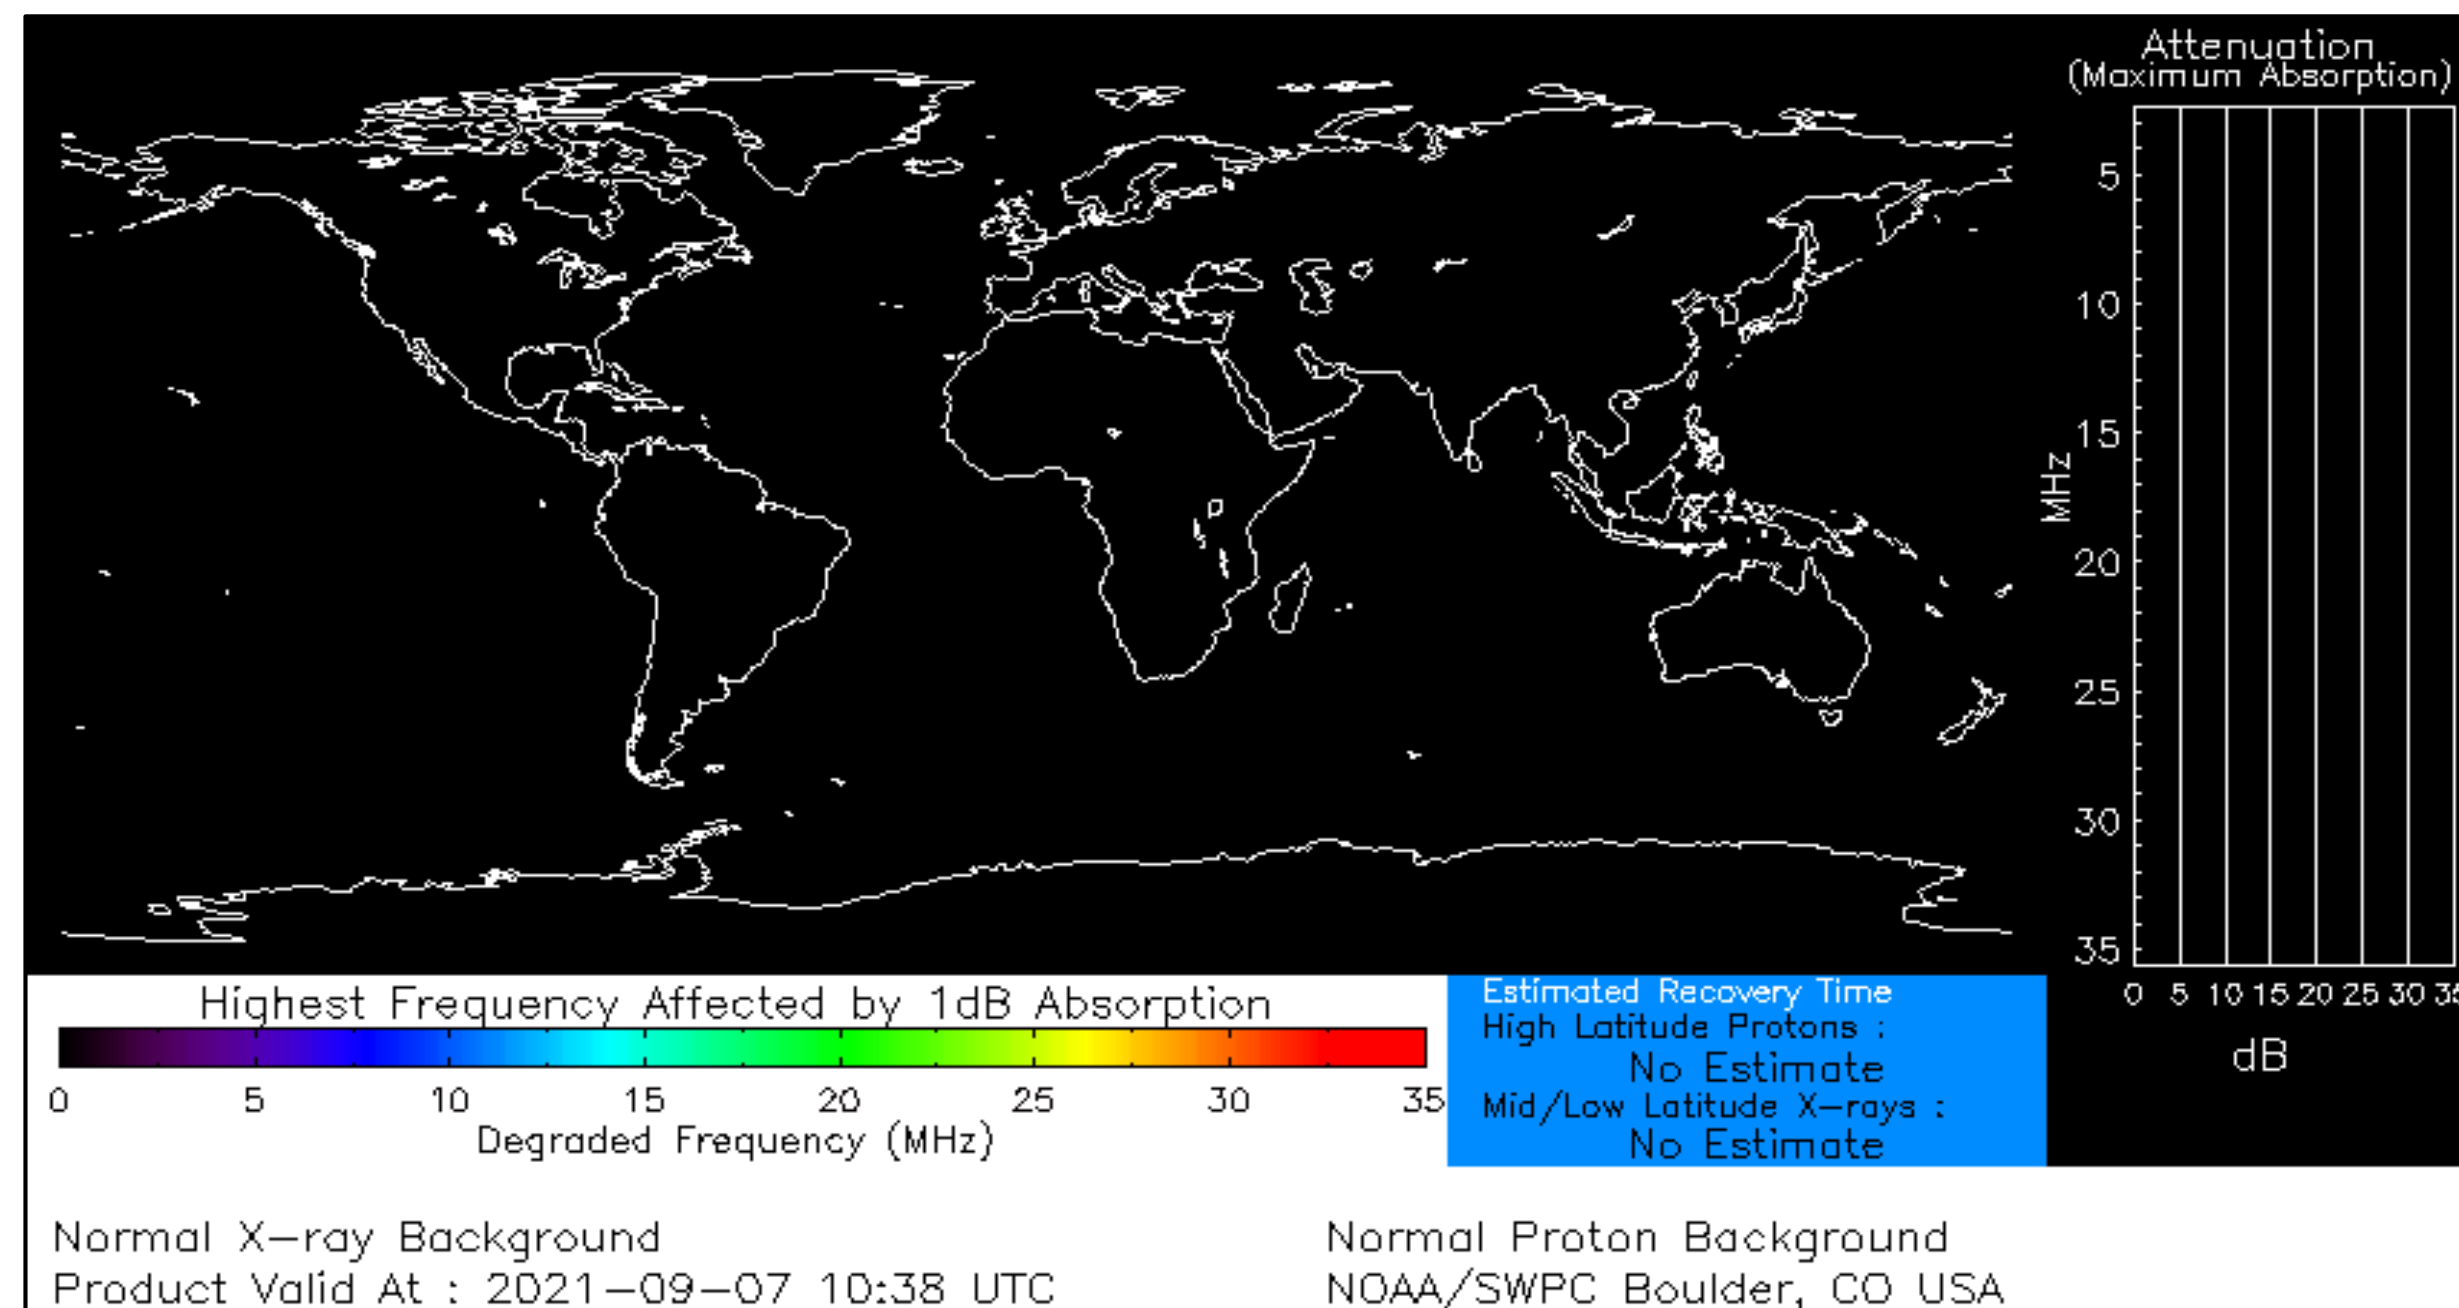 Attenuation
(Maximum Absorption)
5
10
15
20
25
30
35
MHz
0 5 10 15 20 25 30 35
dB
Highest Frequency Affected by 1dB Absorption
0 5 10 15 20 25 30 35
Degraded Frequency (MHz)
Estimated Recovery Time
High Latitude Protons :
No Estimate
Mid/Low Latitude X-rays :
No Estimate
Normal X-ray Background
Normal Proton Background
Product Valid At : 2021-09-07 10:38 UTC
NOAA/SWPC Boulder, CO USA